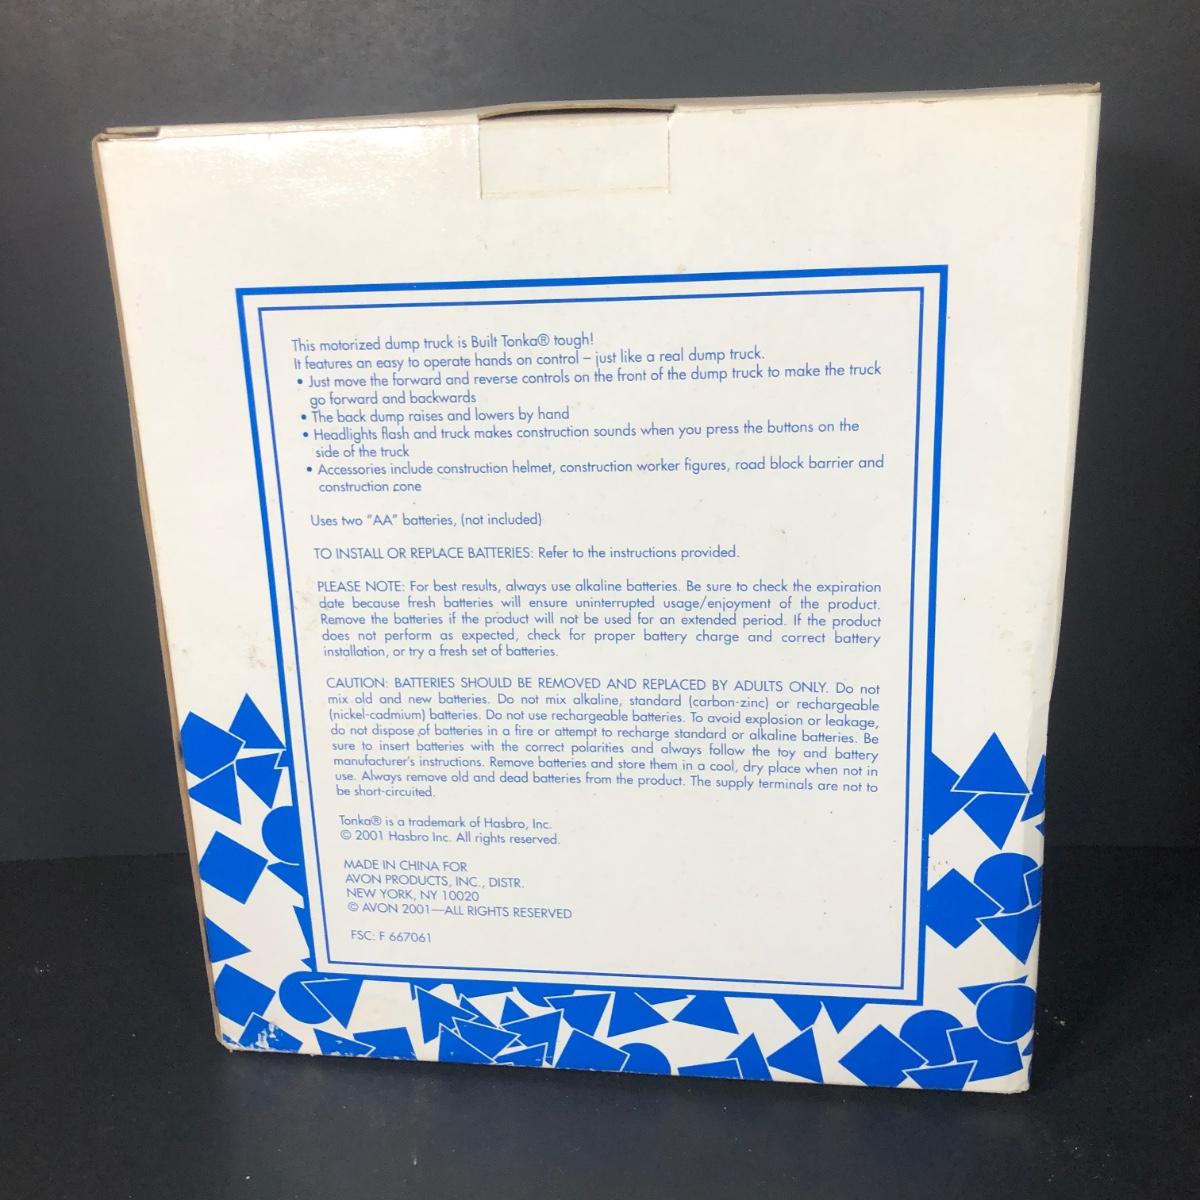 This motorized dump truck is Built Tonka® tough!
It features an easy to operate hands on control – just like a real dump truck.
• Just move the forward and reverse controls on the front of the dump truck to make the truck
go forward and backwards
• The back dump raises and lowers by hand
• Headlights flash and truck makes construction sounds when you press the buttons on the
side of the truck
• Accessories include construction helmet, construction worker figures, road block barrier and
construction cone
Uses two "AA" batteries, (not included)
TO INSTALL OR REPLACE BATTERIES: Refer to the instructions provided.
PLEASE NOTE: For best results, always use alkaline batteries. Be sure to check the expiration
date because fresh batteries will ensure uninterrupted usage/enjoyment of the product.
Remove the batteries if the product will not be used for an extended period. If the product
does not perform as expected, check for proper battery charge and correct battery
installation, or try a fresh set of batteries.
CAUTION: BATTERIES SHOULD BE REMOVED AND REPLACED BY ADULTS ONLY. Do not
mix old and new batteries. Do not mix alkaline, standard (carbon-zinc) or rechargeable
(nickel-cadmium) batteries. Do not use rechargeable batteries. To avoid explosion or leakage,
do not dispose of batteries in a fire or attempt to recharge standard or alkaline batteries. Be
sure to insert batteries with the correct polarities and always follow the toy and battery
manufacturer's instructions. Remove batteries and store them in a cool, dry place when not in
use. Always remove old and dead batteries from the product. The supply terminals are not to
be short-circuited.
Tonka® is a trademark of Hasbro, Inc.
© 2001 Hasbro Inc. All rights reserved.
MADE IN CHINA FOR
AVON PRODUCTS, INC., DISTR.
NEW YORK, NY 10020
© AVON 2001—ALL RIGHTS RESERVED
FSC: F 667061